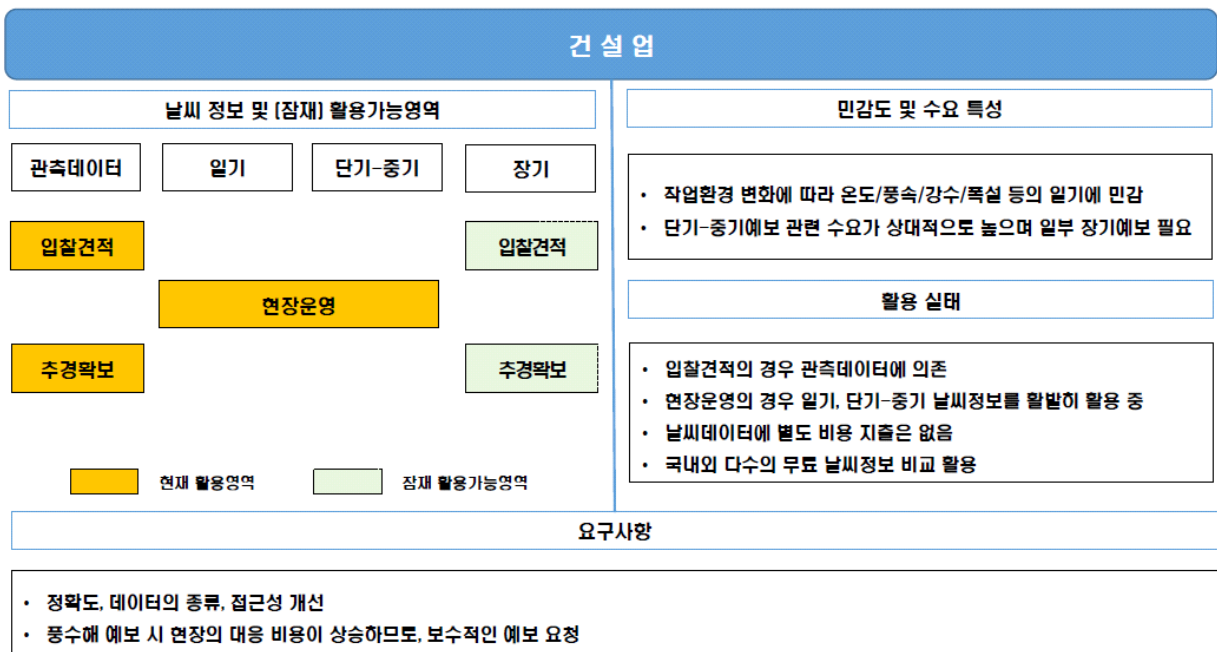 건설업
날씨 정보 및 (잠재) 활용가능영역
관측데이터
일기
단기-중기
장기
입찰견적
입찰견적
현장운영
추경확보
추경확보
현재 활용영역
잠재 활용가능영역
민감도 및 수요 특성
• 작업환경 변화에 따라 온도/풍속/강수/폭설 등의 일기에 민감
• 단기-중기예보 관련 수요가 상대적으로 높으며 일부 장기예보 필요
활용 실태
• 입찰견적의 경우 관측데이터에 의존
• 현장운영의 경우 일기, 단기-중기 날씨정보를 활발히 활용 중
• 날씨데이터에 별도 비용 지출은 없음
• 국내외 다수의 무료 날씨정보 비교 활용
요구사항
• 정확도, 데이터의 종류, 접근성 개선
• 풍수해 예보 시 현장의 대응 비용이 상승하므로, 보수적인 예보 요청